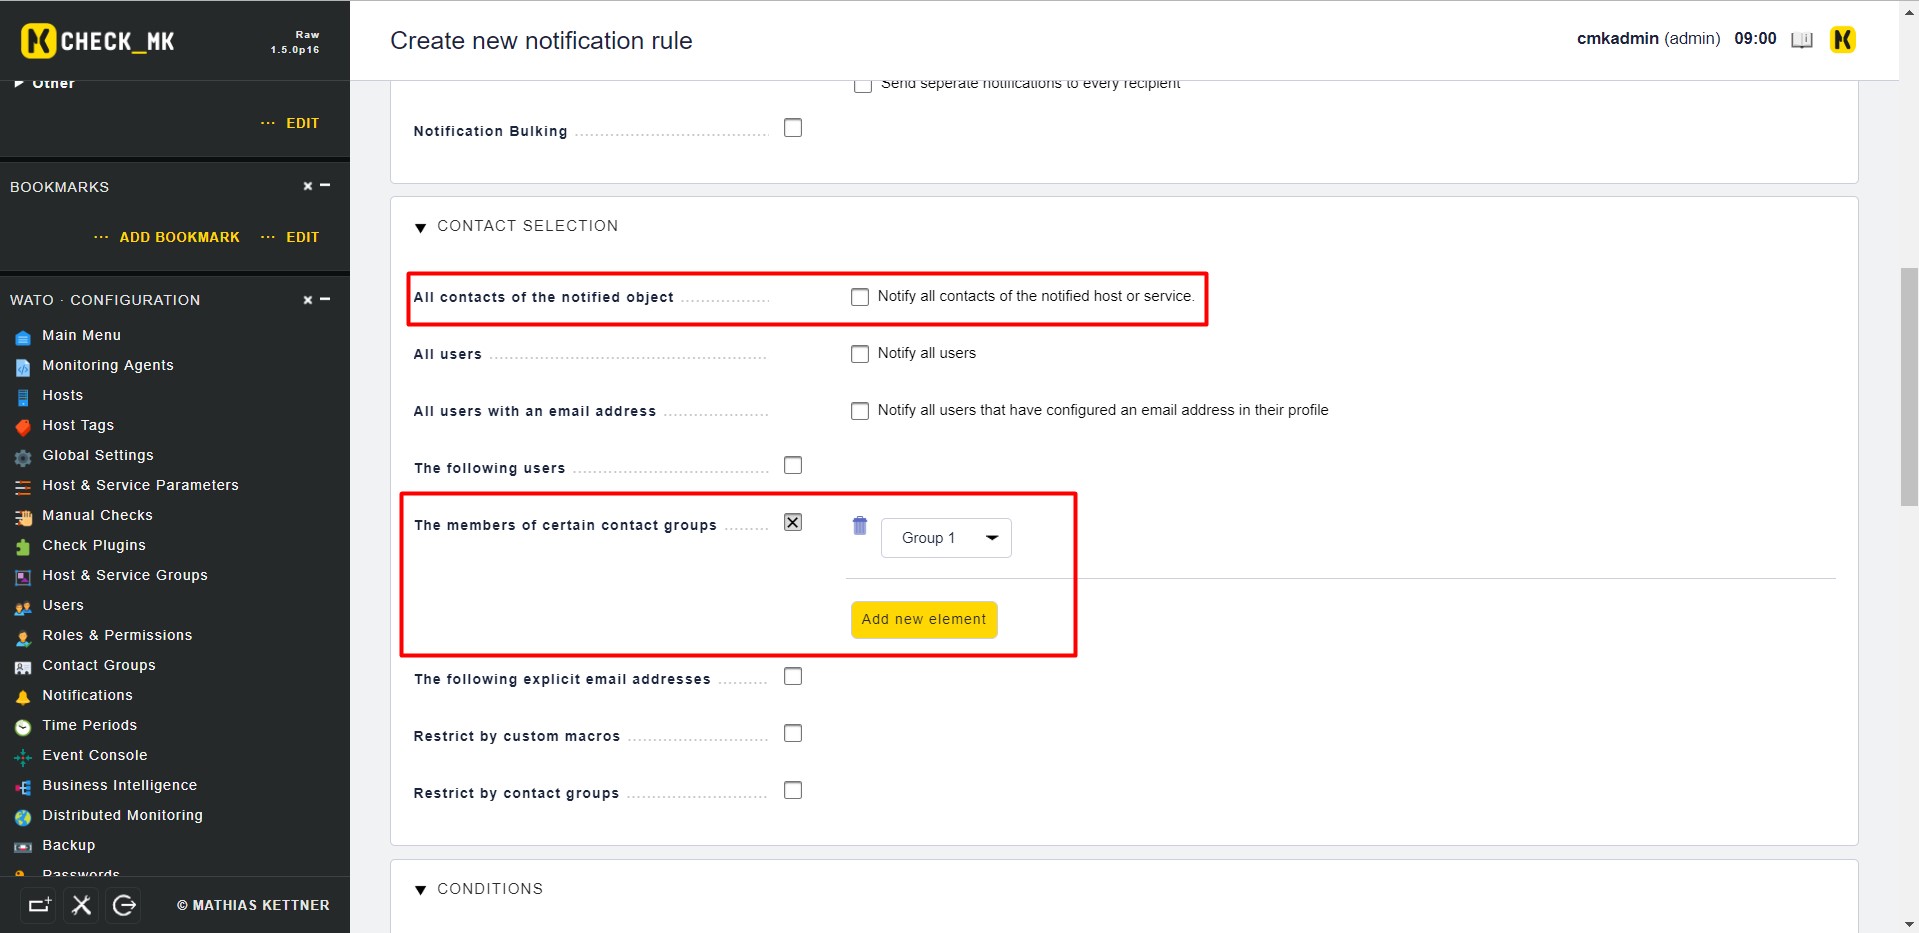 CHECK_MK
Raw
1.5.0p16
Create new notification rule
cmkadmin (admin) 09:00
Other
··· EDIT
BOOKMARKS
··· ADD BOOKMARK ··· EDIT
WATO · CONFIGURATION
Main Menu
Monitoring Agents
Hosts
Host Tags
Global Settings
Host & Service Parameters
Manual Checks
Check Plugins
Host & Service Groups
Users
Roles & Permissions
Contact Groups
Notifications
Time Periods
Event Console
Business Intelligence
Distributed Monitoring
Backup
Passwords
© MATHIAS KETTNER
Send seperate notifications to every recipient
Notification Bulking
CONTACT SELECTION
All contacts of the notified object
Notify all contacts of the notified host or service.
All users
Notify all users
All users with an email address
Notify all users that have configured an email address in their profile
The following users
The members of certain contact groups
Group 1
Add new element
The following explicit email addresses
Restrict by custom macros
Restrict by contact groups
CONDITIONS